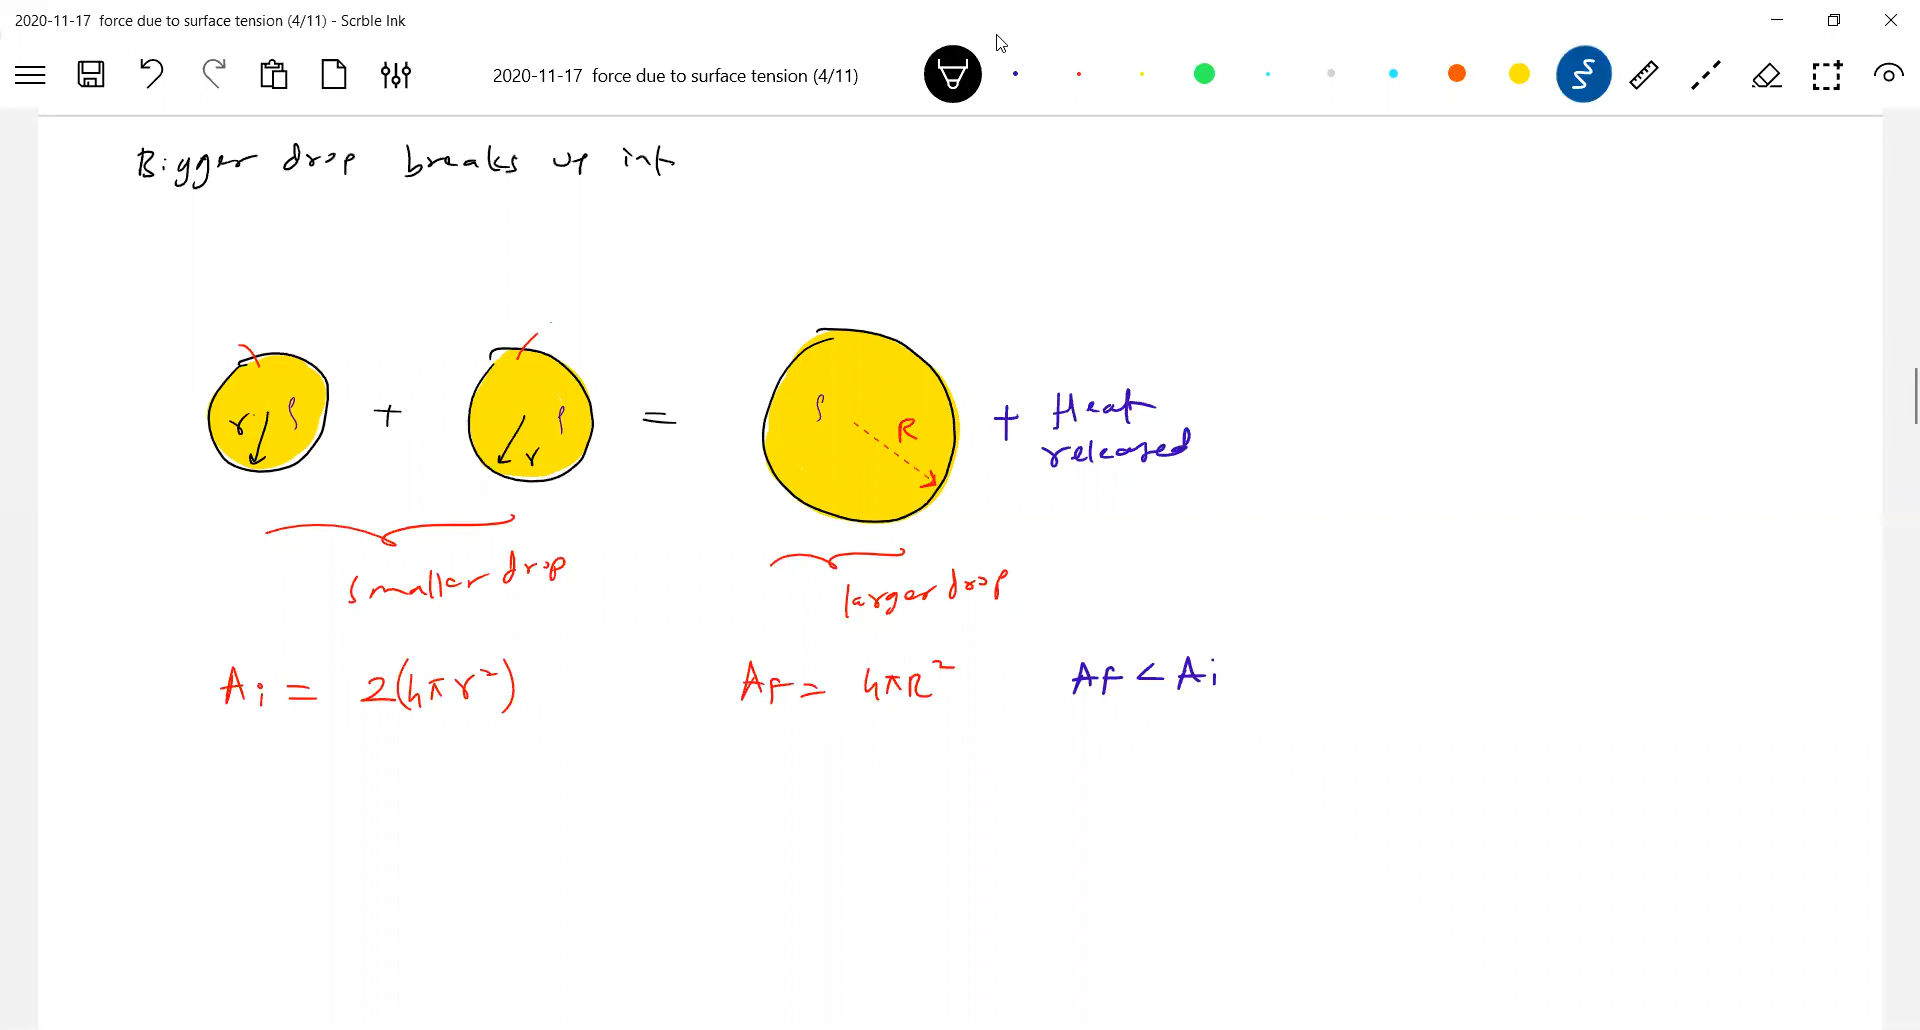 2020-11-17 force due to surface tension (4/11) - Scrble Ink
2020-11-17 force due to surface tension (4/11)
Bigger drop breaks up int
r ρ + ρ r = ρ R + Heat
released
smaller drop
larger drop
Ai = 2(4πr²) AF = 4πR² AF < Ai